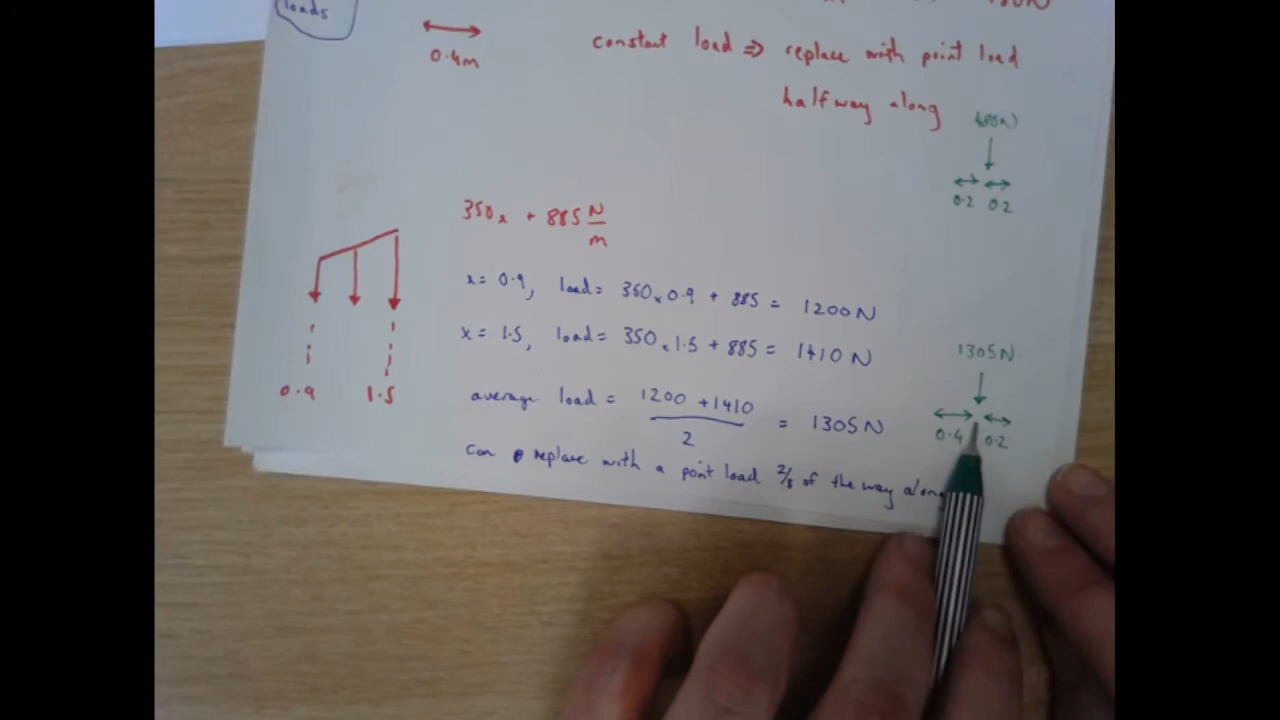 loads
0.4m
constant load ⇒ replace with point load
halfway along
480N
0.2 0.2
350x + 885 N/m
x = 0.9, load = 350 x 0.9 + 885 = 1200N
x = 1.5, load = 350 x 1.5 + 885 = 1410N
1305N
0.9 1.5
average load = 1200 + 1410 / 2 = 1305N
0.4 0.2
can replace with a point load 2/3 of the way along